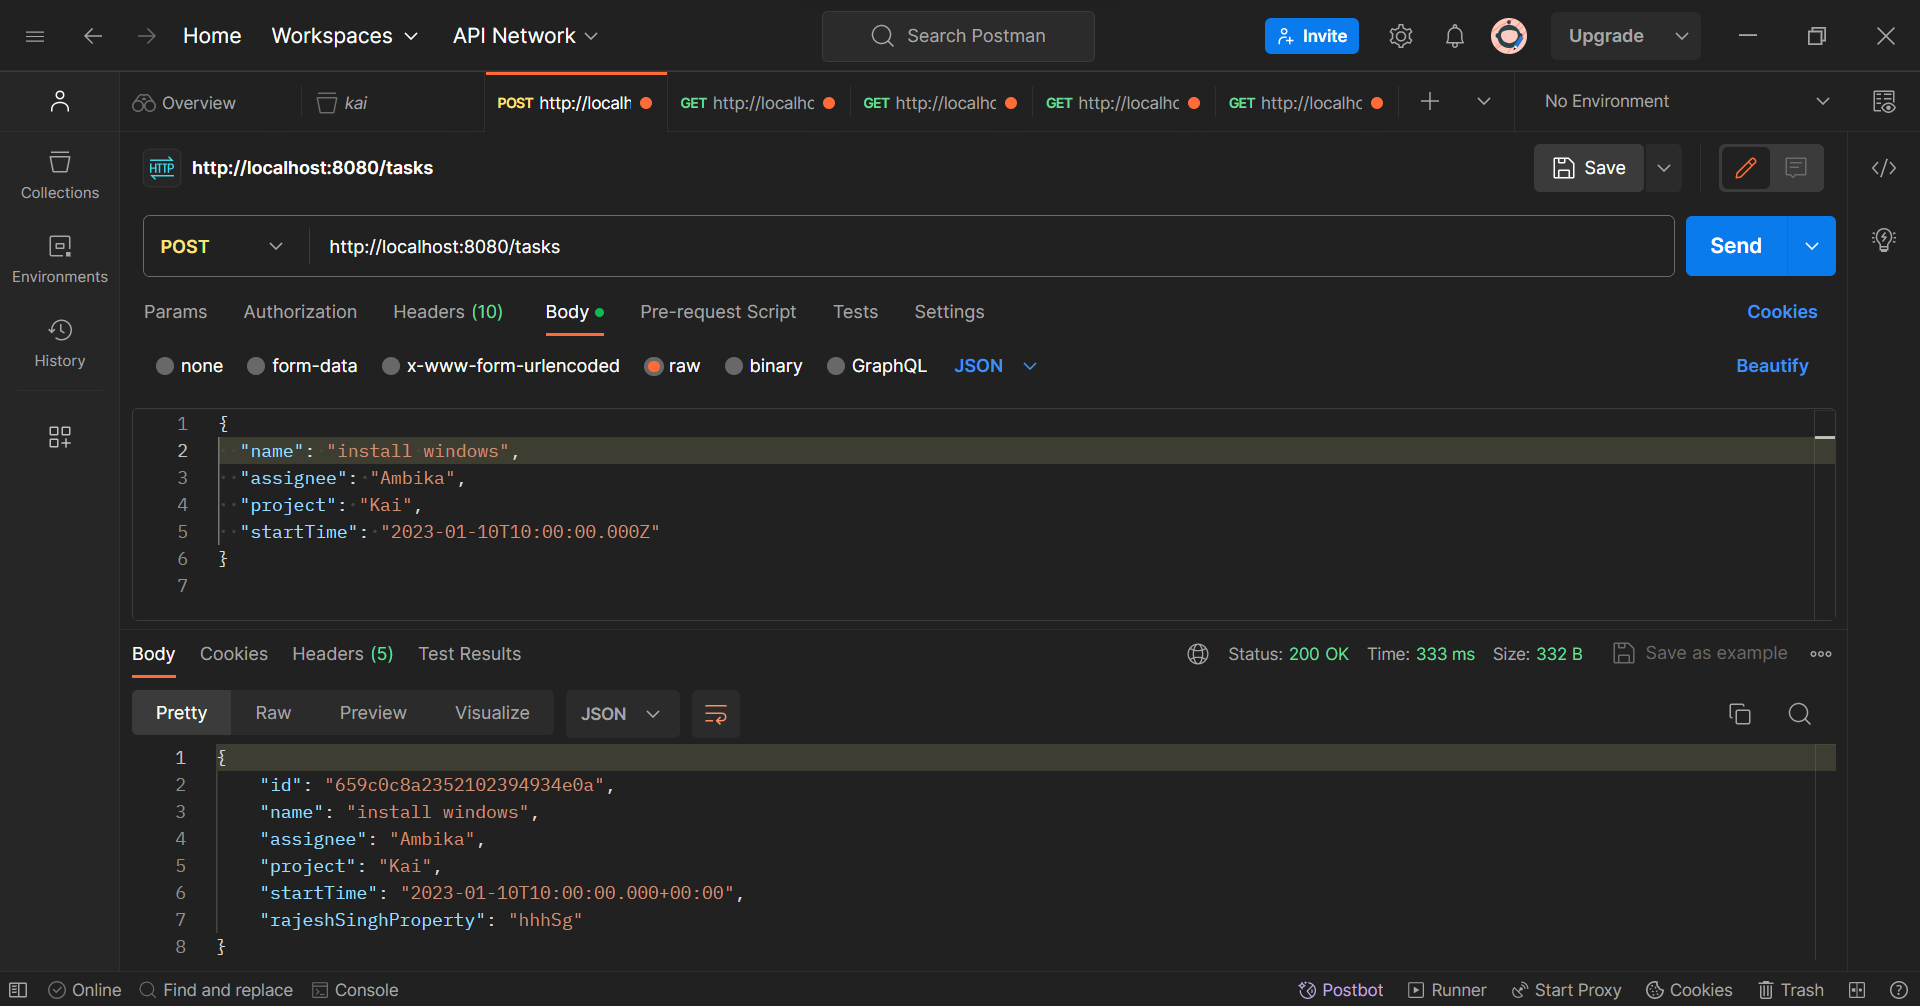 Home Workspaces API Network Search Postman Invite Upgrade
Overview kai POST http://localh GET http://localhc GET http://localhc GET http://localhc GET http://localhc No Environment
HTTP http://localhost:8080/tasks Save
Collections
POST http://localhost:8080/tasks Send
Environments
Params Authorization Headers (10) Body Pre-request Script Tests Settings Cookies
History
none form-data x-www-form-urlencoded raw binary GraphQL JSON Beautify
1 {
2 "name": "install windows",
3 "assignee": "Ambika",
4 "project": "Kai",
5 "startTime": "2023-01-10T10:00:00.000Z"
6 }
7
Body Cookies Headers (5) Test Results Status: 200 OK Time: 333 ms Size: 332 B Save as example
Pretty Raw Preview Visualize JSON
1 {
2 "id": "659c0c8a2352102394934e0a",
3 "name": "install windows",
4 "assignee": "Ambika",
5 "project": "Kai",
6 "startTime": "2023-01-10T10:00:00.000+00:00",
7 "rajeshSinghProperty": "hhhSg"
8 }
Online Find and replace Console Postbot Runner Start Proxy Cookies Trash